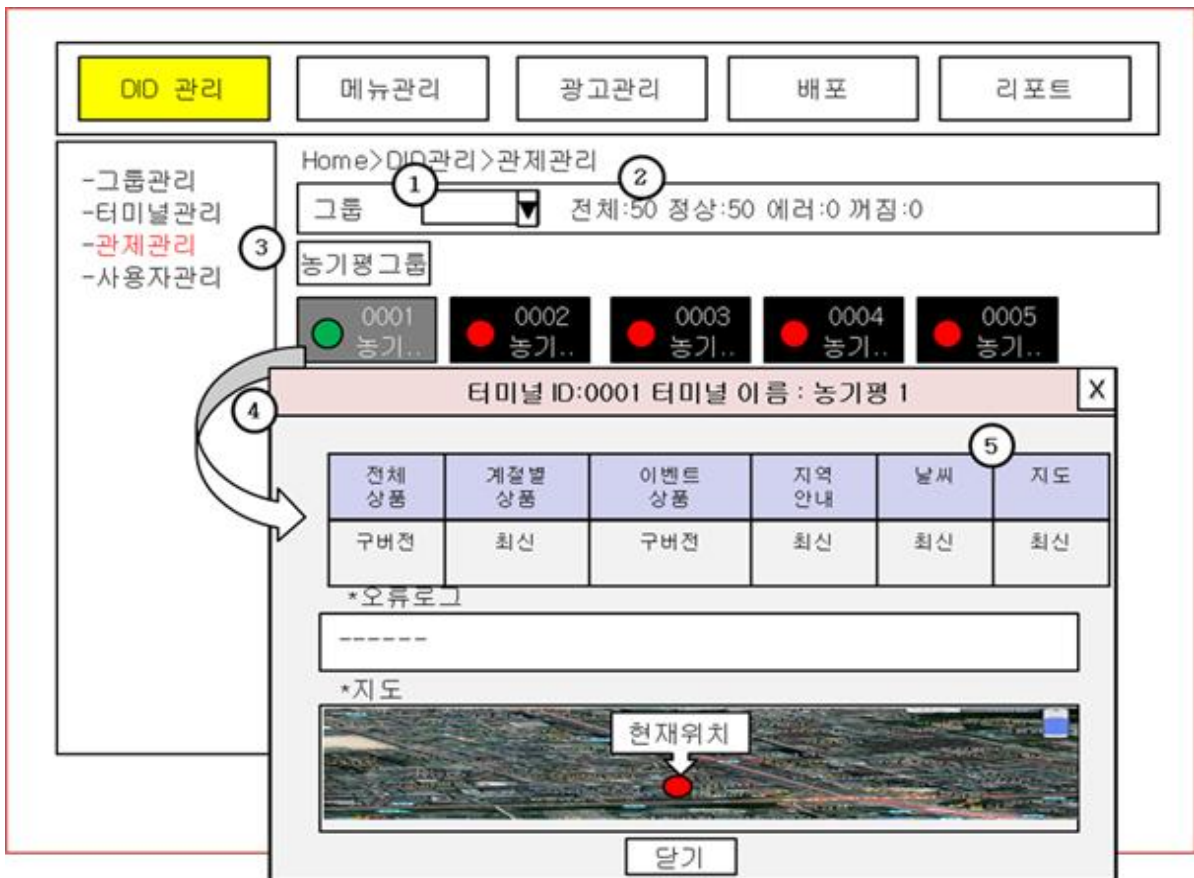 DID 관리 메뉴관리 광고관리 배포 리포트
-그룹관리
-터미널관리
-관제관리
-사용자관리
Home>DID관리>관제관리
1 2
그룹 ▼ 전체:50 정상:50 에러:0 꺼짐:0
3
농기평그룹
0001 0002 0003 0004 0005
농기.. 농기.. 농기.. 농기.. 농기..
4
터미널 ID:0001 터미널 이름 : 농기평 1 X
5
전체 계절별 이벤트 지역 날씨 지도
상품 상품 상품 안내
구버전 최신 구버전 최신 최신 최신
*오류로그
------
*지도
현재위치
닫기